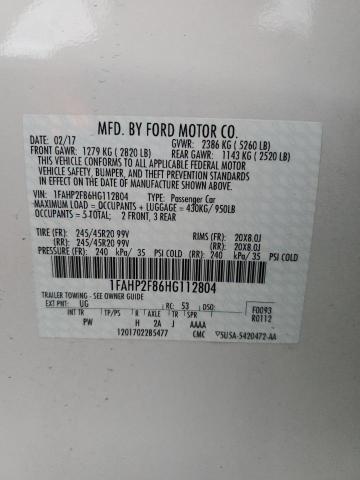 MFD. BY FORD MOTOR CO.
DATE: 02/17 GVWR: 2386 KG ( 5260 LB)
FRONT GAWR: 1279 KG ( 2820 LB) REAR GAWR: 1143 KG ( 2520 LB)
THIS VEHICLE CONFORMS TO ALL APPLICABLE FEDERAL MOTOR
VEHICLE SAFETY, BUMPER, AND THEFT PREVENTION STANDARDS
IN EFFECT ON THE DATE OF MANUFACTURE SHOWN ABOVE.
VIN: 1FAHP2F86HG112804 TYPE: Passenger Car
MAXIMUM LOAD = OCCUPANTS + LUGGAGE = 430KG/ 950LB
OCCUPANTS = 5 TOTAL: 2 FRONT, 3 REAR
TIRE (FR): 245/45R20 99V RIMS (FR): 20X8.0J
(RR): 245/45R20 99V (RR): 20X8.0J
PRESSURE (FR): 240 kPa/ 35 PSI COLD (RR): 240 kPa/ 35 PSI COLD
1FAHP2F86HG112804
TRAILER TOWING - SEE OWNER GUIDE
EXT PNT: UG RC: 53 DSO: F0093
INT TR TP/PS R AXLE TR SPR R0112
PW H 2A J AAAA
12017022B5477 CMC SUSA-5420472-AA